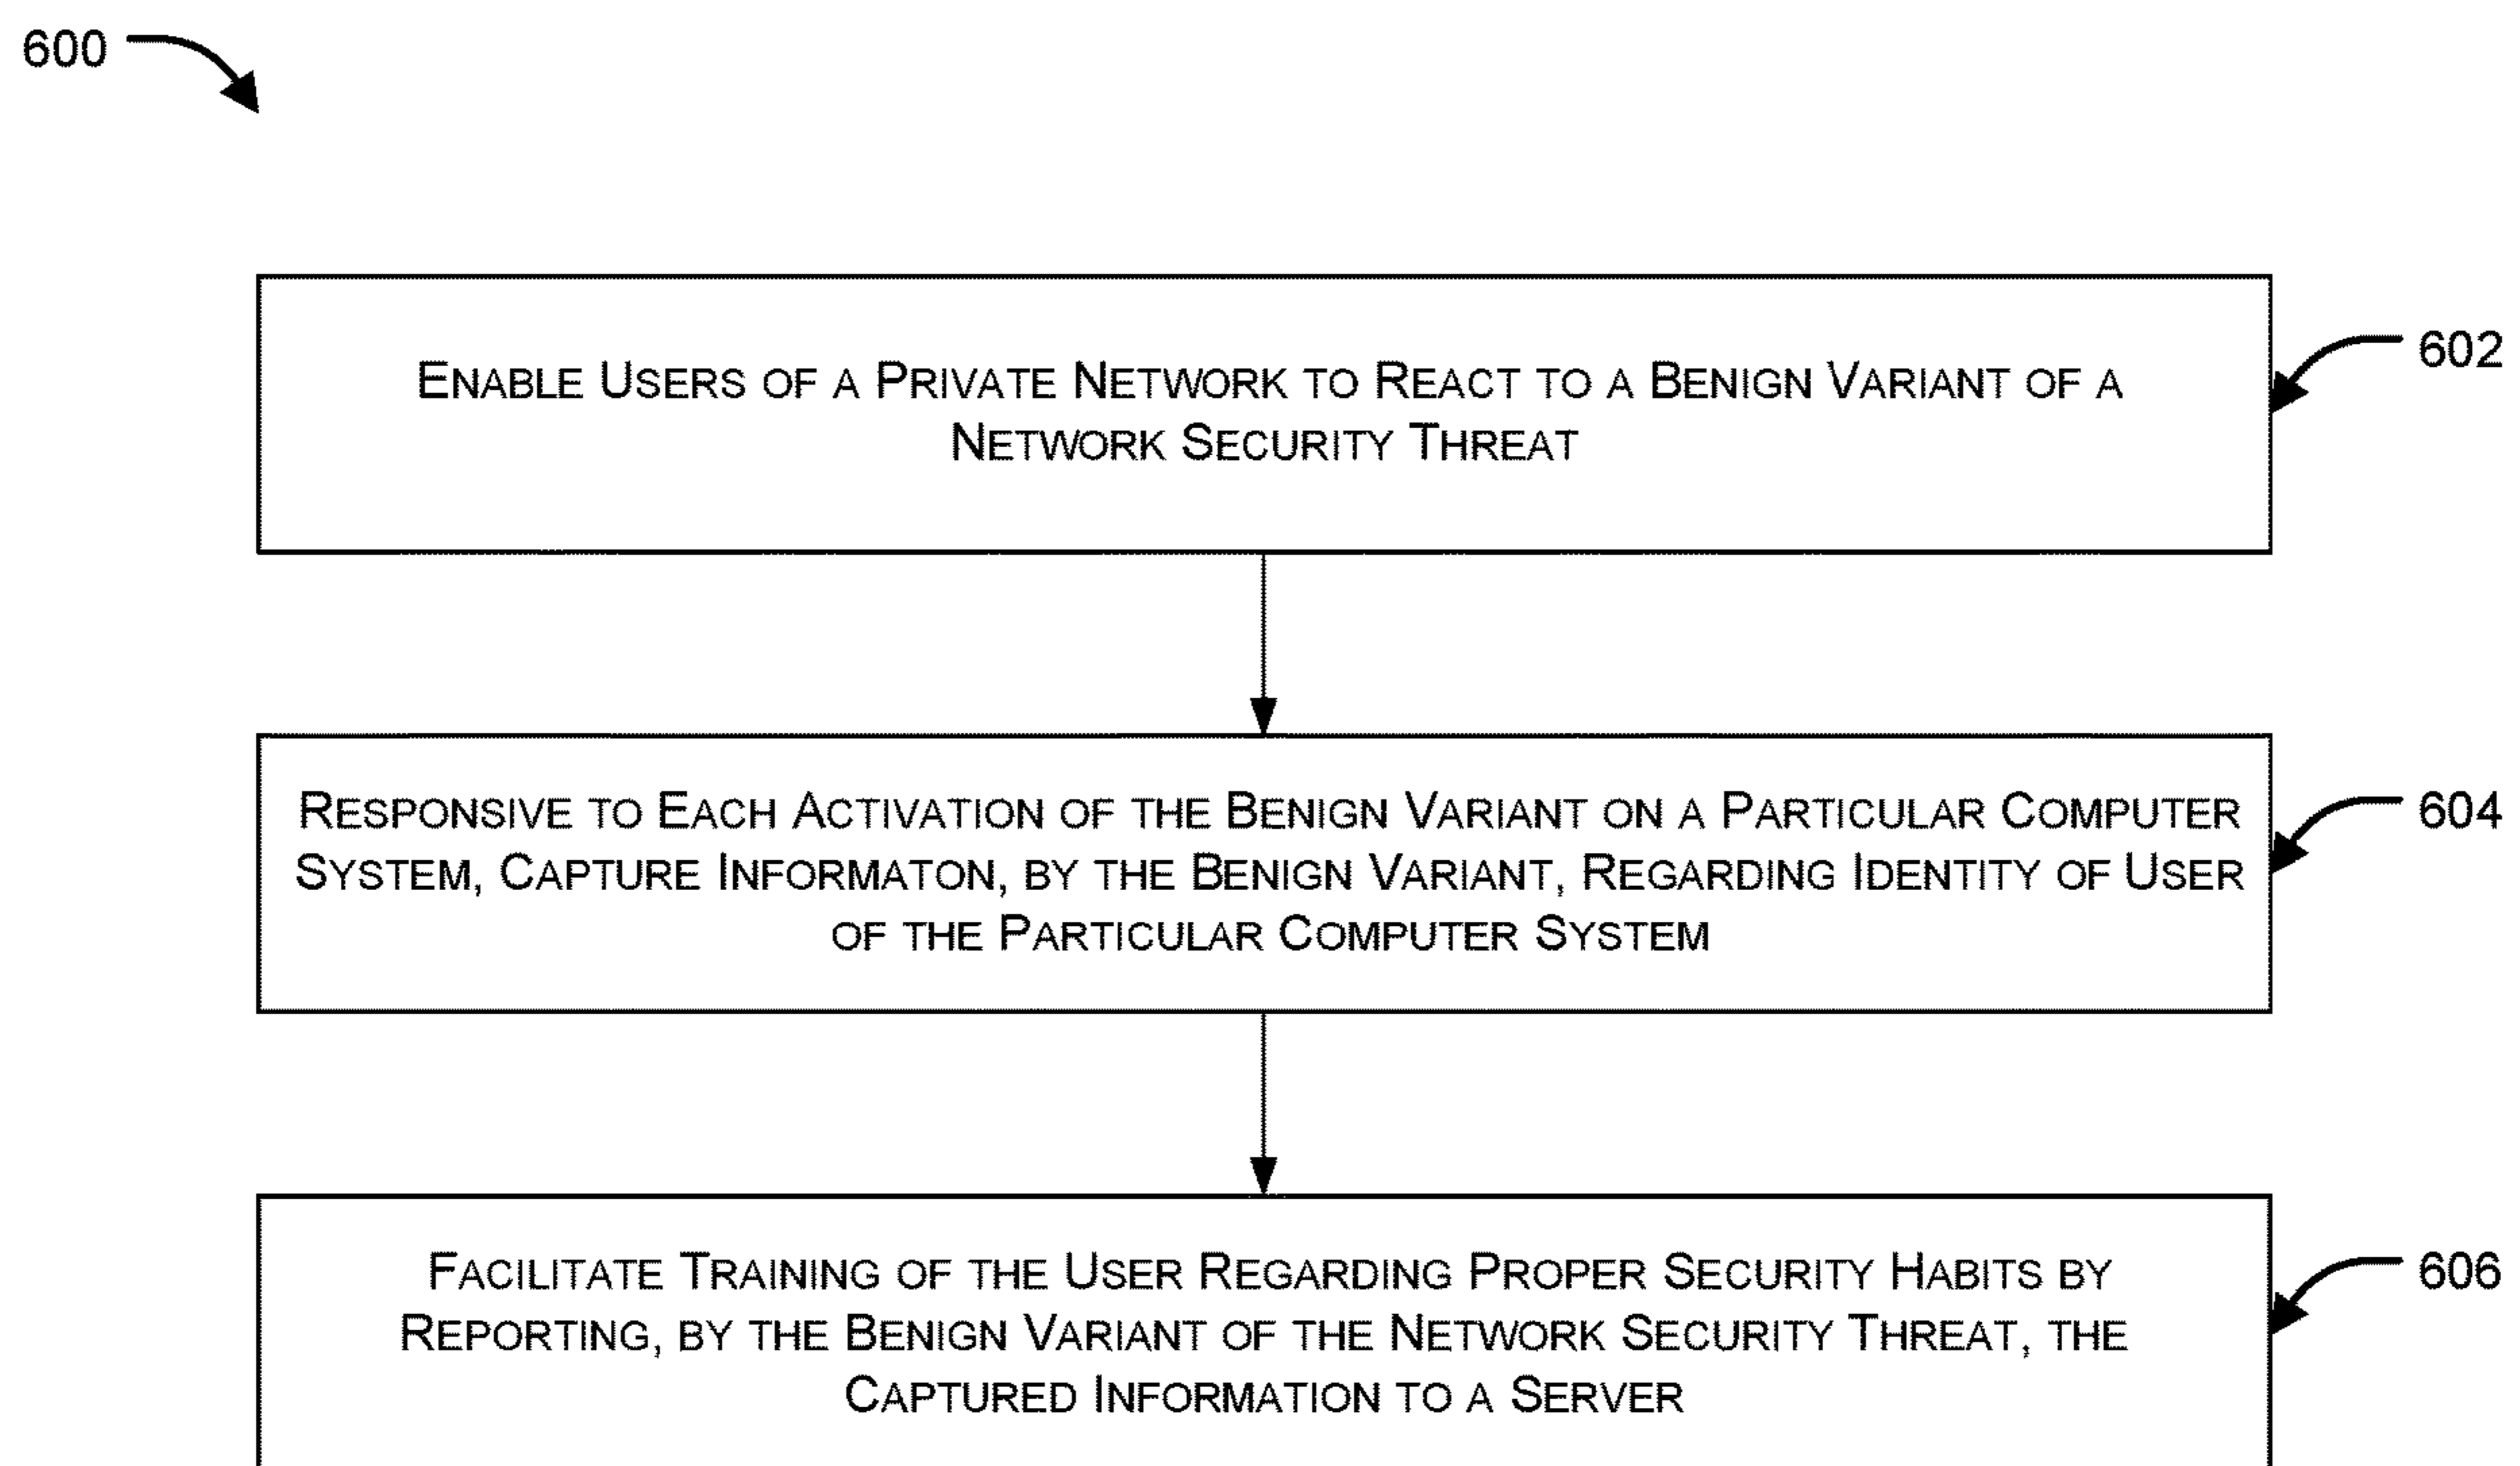 600
ENABLE USERS OF A PRIVATE NETWORK TO REACT TO A BENIGN VARIANT OF A
NETWORK SECURITY THREAT
602
RESPONSIVE TO EACH ACTIVATION OF THE BENIGN VARIANT ON A PARTICULAR COMPUTER
SYSTEM, CAPTURE INFORMATON, BY THE BENIGN VARIANT, REGARDING IDENTITY OF USER
OF THE PARTICULAR COMPUTER SYSTEM
604
FACILITATE TRAINING OF THE USER REGARDING PROPER SECURITY HABITS BY
REPORTING, BY THE BENIGN VARIANT OF THE NETWORK SECURITY THREAT, THE
CAPTURED INFORMATION TO A SERVER
606